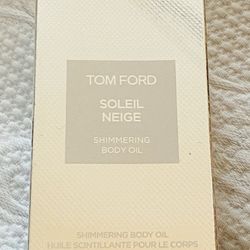 TOM FORD
SOLEIL
NEIGE
SHIMMERING
BODY OIL
SHIMMERING BODY OIL
HUILE SCINTILLANTE POUR LE CORPS